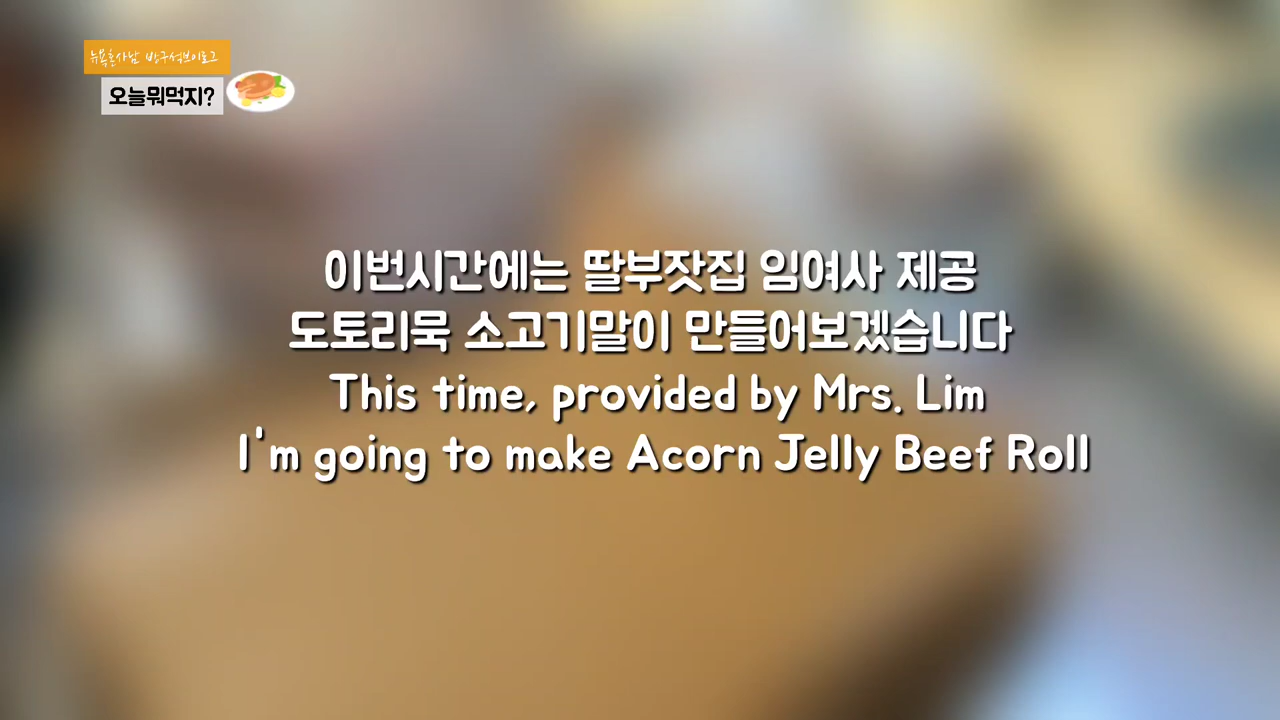 뉴욕혼사남 방구석브이로그
오늘뭐먹지?
이번시간에는 딸부잣집 임여사 제공
도토리묵 소고기말이 만들어보겠습니다
This time, provided by Mrs. Lim
I'm going to make Acorn Jelly Beef Roll